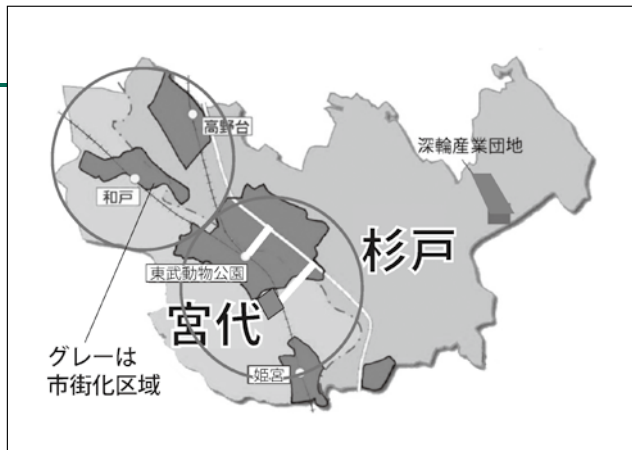 高野台
深輪産業団地
和戸
杉戸
東武動物公園
宮代
グレーは
市街化区域
姫宮